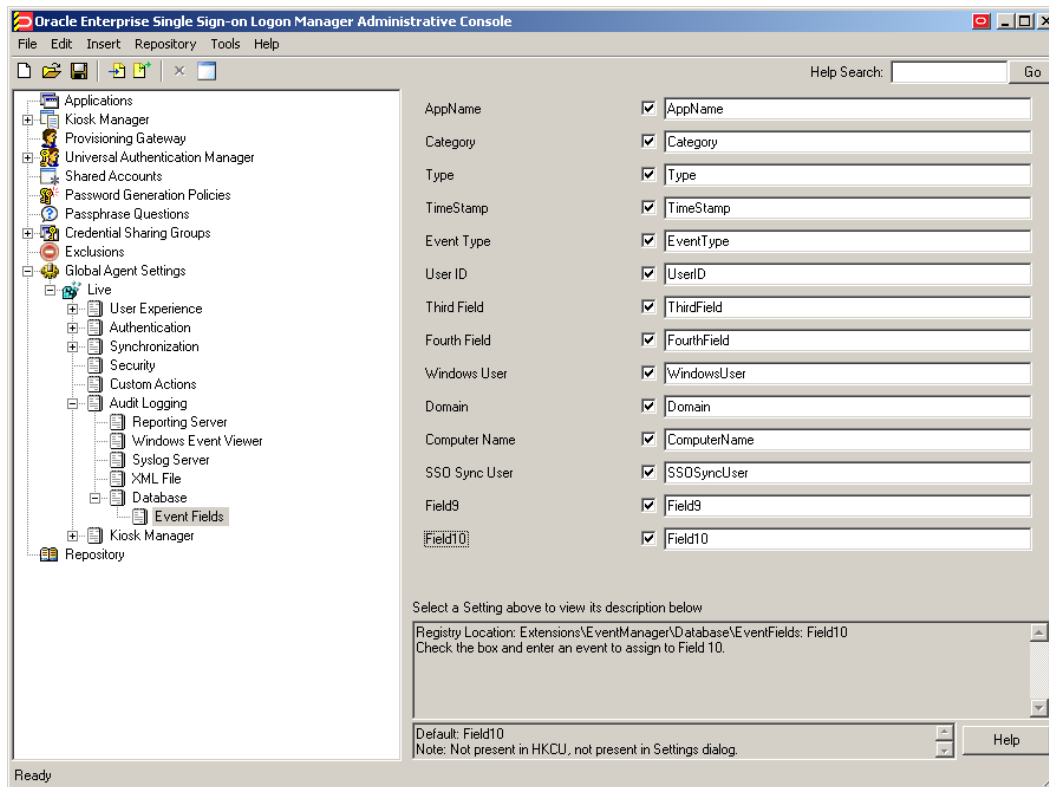 Oracle Enterprise Single Sign-on Logon Manager Administrative Console
File Edit Insert Repository Tools Help
Help Search: Go
Applications
Kiosk Manager
Provisioning Gateway
Universal Authentication Manager
Shared Accounts
Password Generation Policies
Passphrase Questions
Credential Sharing Groups
Exclusions
Global Agent Settings
Live
User Experience
Authentication
Synchronization
Security
Custom Actions
Audit Logging
Reporting Server
Windows Event Viewer
Syslog Server
XML File
Database
Event Fields
Kiosk Manager
Repository
AppName AppName
Category Category
Type Type
TimeStamp TimeStamp
Event Type EventType
User ID UserID
Third Field ThirdField
Fourth Field FourthField
Windows User WindowsUser
Domain Domain
Computer Name ComputerName
SSO Sync User SSOSyncUser
Field9 Field9
Field10 Field10
Select a Setting above to view its description below
Registry Location: Extensions\EventManager\Database\EventFields: Field10
Check the box and enter an event to assign to Field 10.
Default: Field10
Note: Not present in HKCU, not present in Settings dialog.
Help
Ready